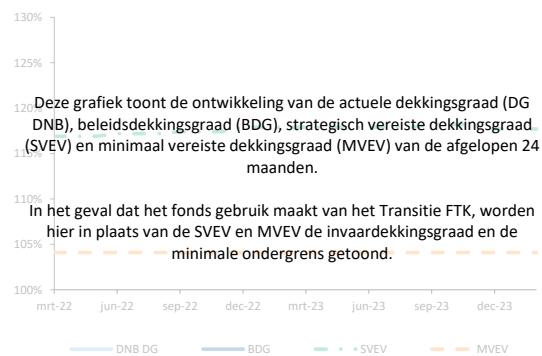 130%
120%
Deze grafiek toont de ontwikkeling van de actuele dekkingsgraad (DG
DNB), beleidsdekkingsgraad (BDG), strategisch vereiste dekkingsgraad
(SVEV) en minimaal vereiste dekkingsgraad (MVEV) van de afgelopen 24
maanden.
115%
110%
In het geval dat het fonds gebruik maakt van het Transitie FTK, worden
hier in plaats van de SVEV en MVEV de invaardekkingsgraad en de
minimale ondergrens getoond.
105%
100%
mrt-22 jun-22 sep-22 dec-22 mrt-23 jun-23 sep-23 dec-23
DNB DG BDG SVEV MVEV